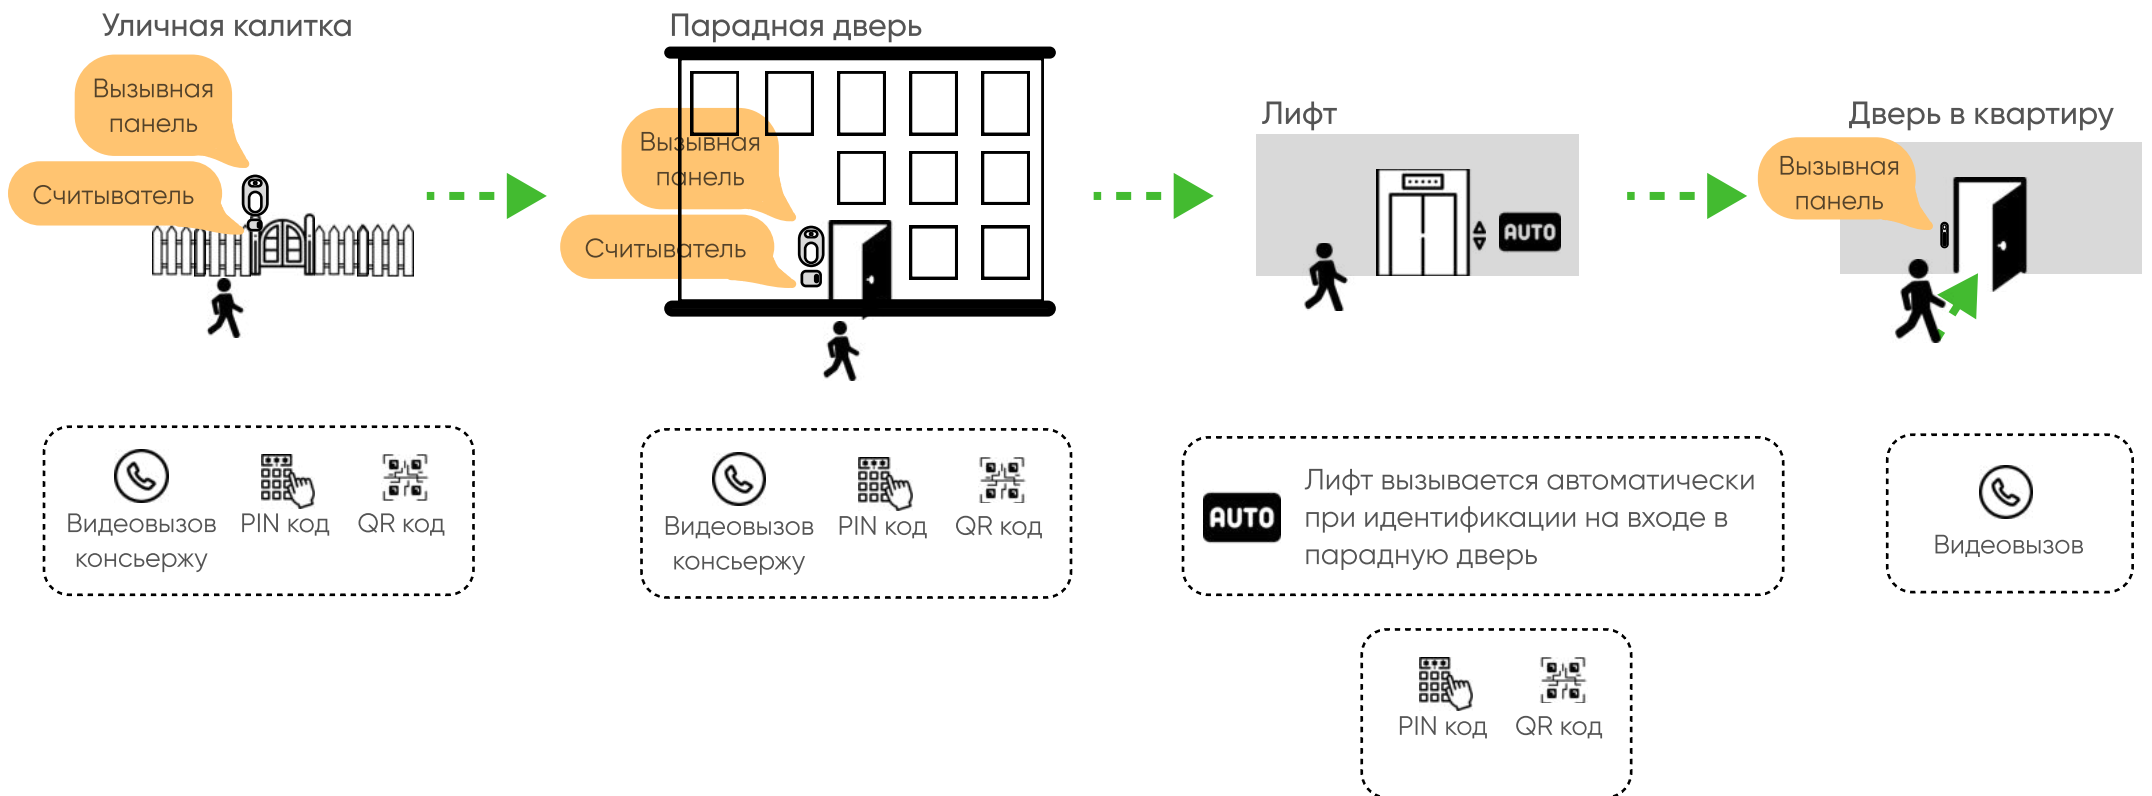 Уличная калитка
Вызывная
панель
Считыватель
Видеовызов
консьержу
PIN код
QR код
Парадная дверь
Вызывная
панель
Считыватель
Видеовызов
консьержу
PIN код
QR код
Лифт
AUTO
AUTO
Лифт вызывается автоматически
при идентификации на входе в
парадную дверь
PIN код
QR код
Дверь в квартиру
Вызывная
панель
Видеовызов